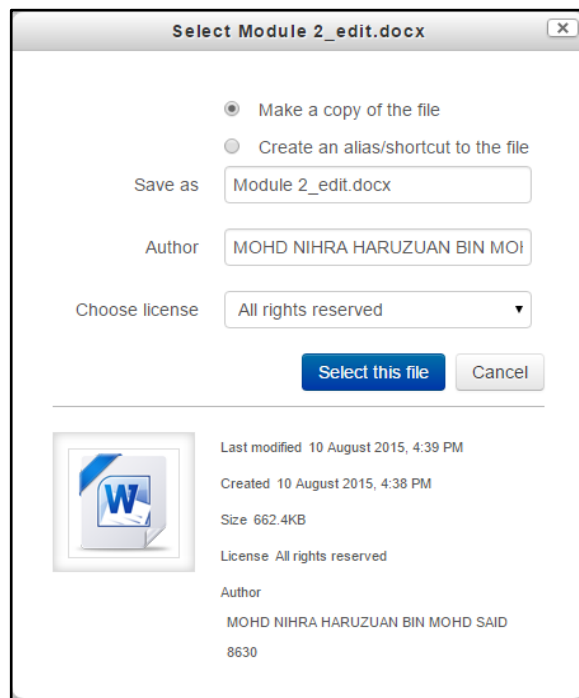 Select Module 2_edit.docx
Make a copy of the file
Create an alias/shortcut to the file
Save as Module 2_edit.docx
Author MOHD NIHRA HARUZUAN BIN MOH
Choose license All rights reserved
Select this file Cancel
Last modified 10 August 2015, 4:39 PM
Created 10 August 2015, 4:38 PM
W
Size 662.4KB
License All rights reserved
Author
MOHD NIHRA HARUZUAN BIN MOHD SAID
8630